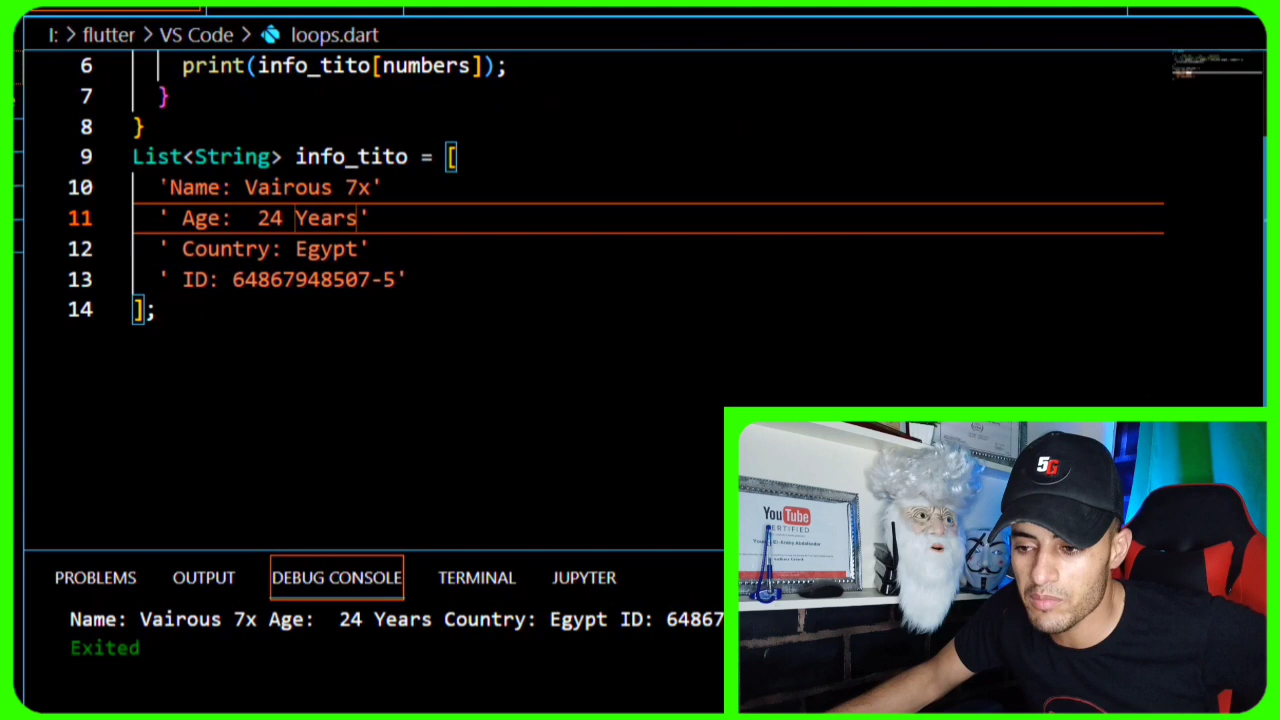 I: > flutter > VS Code > loops.dart
6 print(info_tito[numbers]);
7 }
8 }
9 List<String> info_tito = [
10 'Name: Vairous 7x'
11 ' Age:  24 Years'
12 ' Country: Egypt'
13 ' ID: 64867948507-5'
14 ];
5G
YouTube
CERTIFIED
PROBLEMS OUTPUT DEBUG CONSOLE TERMINAL JUPYTER
Name: Vairous 7x Age:  24 Years Country: Egypt ID: 64867
Exited